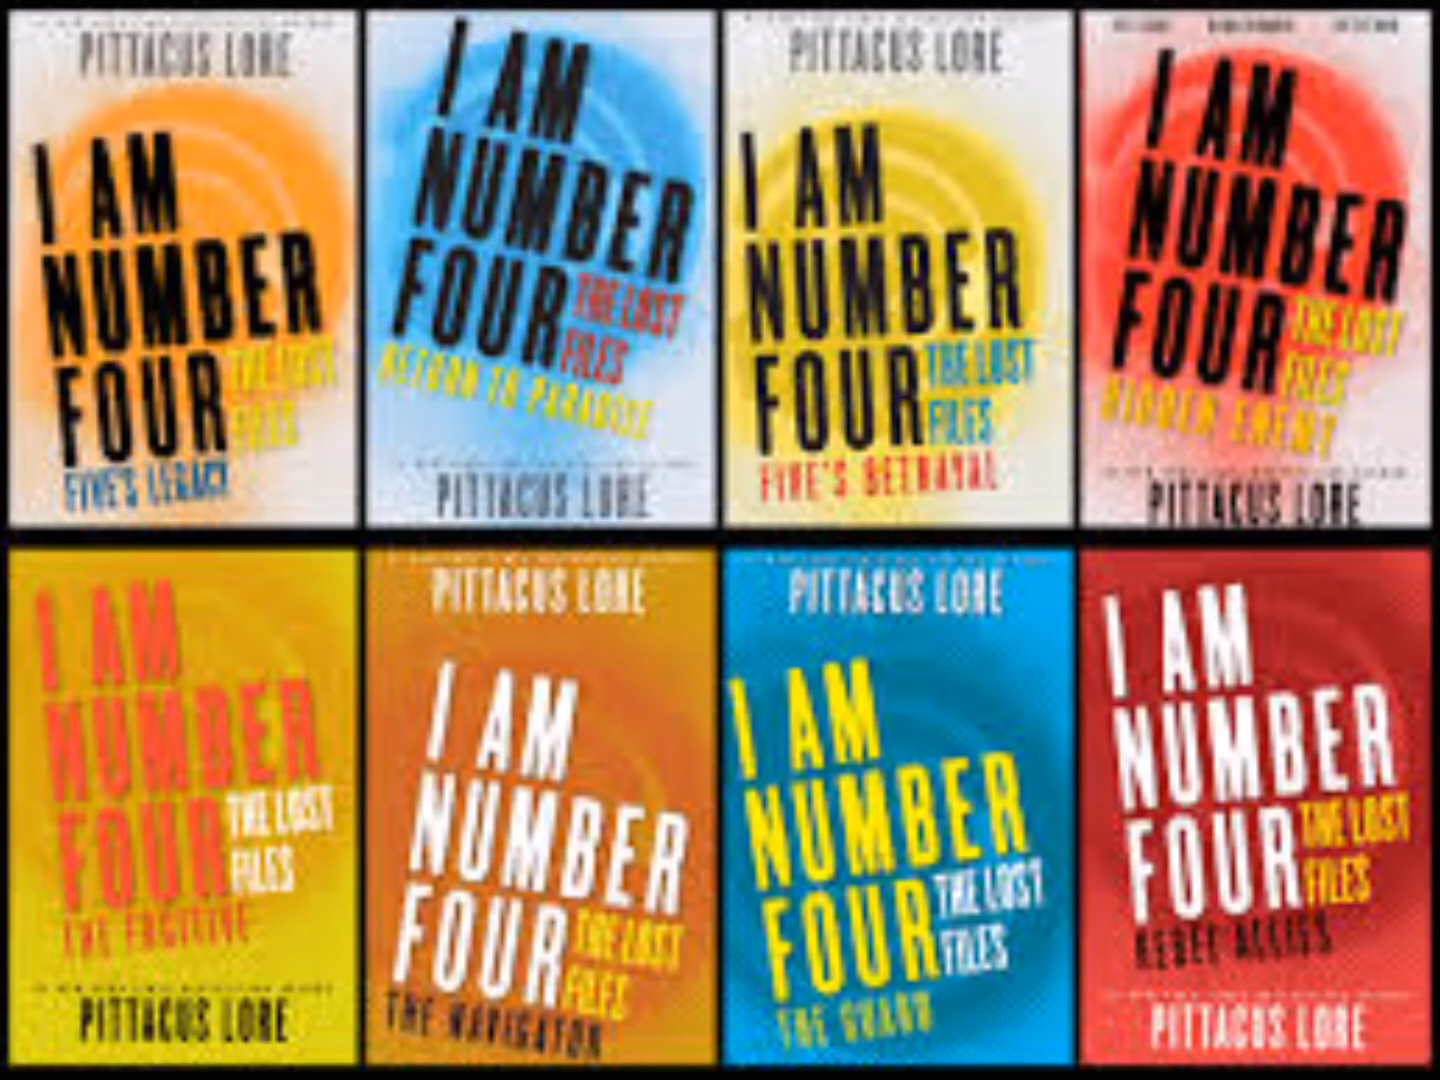 PITTACUS LORE
I AM
NUMBER
FOUR
THE LOST
FILES
FIVE'S LEGACY
I AM
NUMBER
FOUR
THE LOST
FILES
RETURN TO PARADISE
PITTACUS LORE
PITTACUS LORE
I AM
NUMBER
FOUR
THE LOST
FILES
FIVE'S BETRAYAL
I AM
NUMBER
FOUR
THE LOST
FILES
HIDDEN ENEMY
PITTACUS LORE
I AM
NUMBER
FOUR
THE LOST
FILES
THE FUGITIVE
PITTACUS LORE
PITTACUS LORE
I AM
NUMBER
FOUR
THE LOST
FILES
THE NAVIGATOR
PITTACUS LORE
I AM
NUMBER
FOUR
THE LOST
FILES
THE GUARD
I AM
NUMBER
FOUR
THE LOST
FILES
REBEL ALLIES
PITTACUS LORE